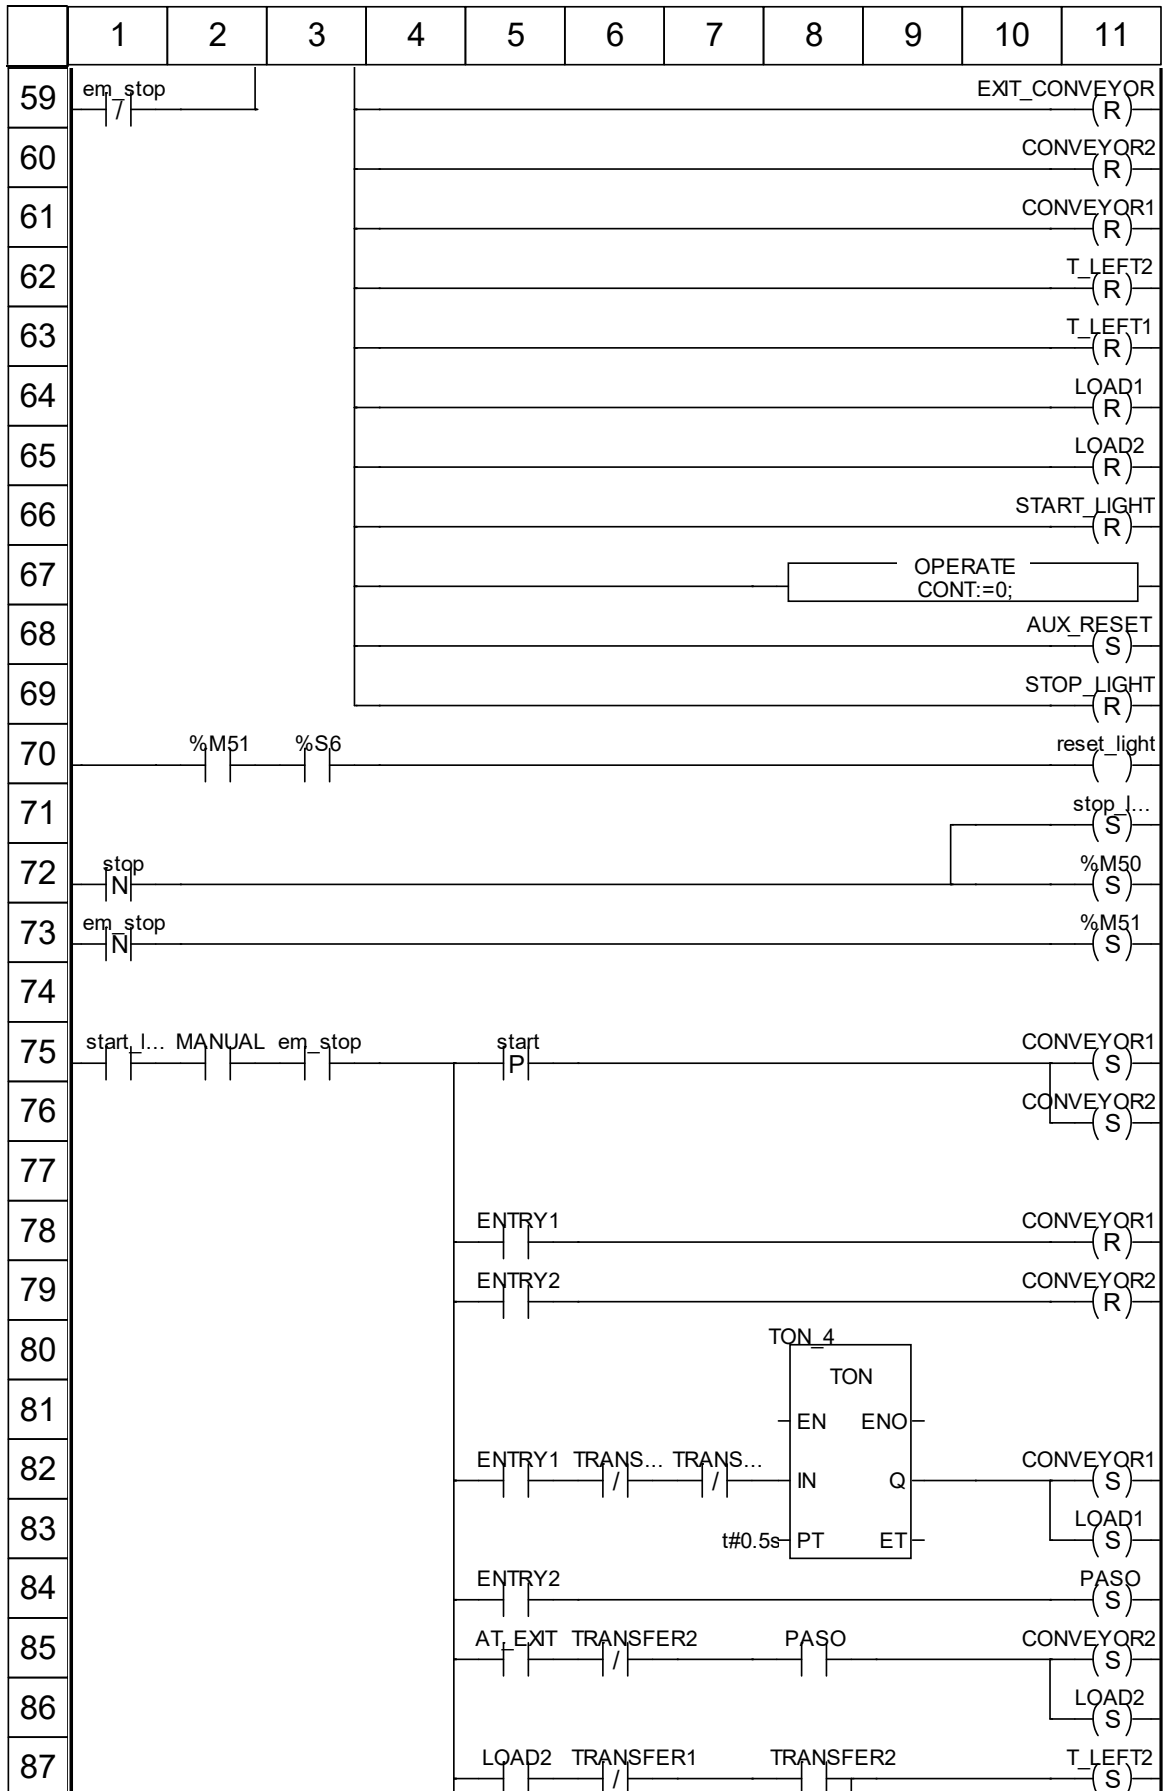 1 2 3 4 5 6 7 8 9 10 11
59 em_stop EXIT_CONVEYOR
/ R
60 CONVEYOR2
R
61 CONVEYOR1
R
62 T_LEFT2
R
63 T_LEFT1
R
64 LOAD1
R
65 LOAD2
R
66 START_LIGHT
R
67 OPERATE
CONT:=0;
68 AUX_RESET
S
69 STOP_LIGHT
R
70 %M51 %S6 reset_light
71 stop_l...
S
72 stop %M50
N S
73 em_stop %M51
N S
74
75 start_l... MANUAL em_stop start CONVEYOR1
P S
76 CONVEYOR2
S
77
78 ENTRY1 CONVEYOR1
R
79 ENTRY2 CONVEYOR2
R
80 TON_4
TON
81 EN ENO
82 ENTRY1 TRANS... TRANS... CONVEYOR1
/ / IN Q S
83 LOAD1
t#0.5s PT ET S
84 ENTRY2 PASO
S
85 AT_EXIT TRANSFER2 PASO CONVEYOR2
/ S
86 LOAD2
S
87 LOAD2 TRANSFER1 TRANSFER2 T_LEFT2
/ S